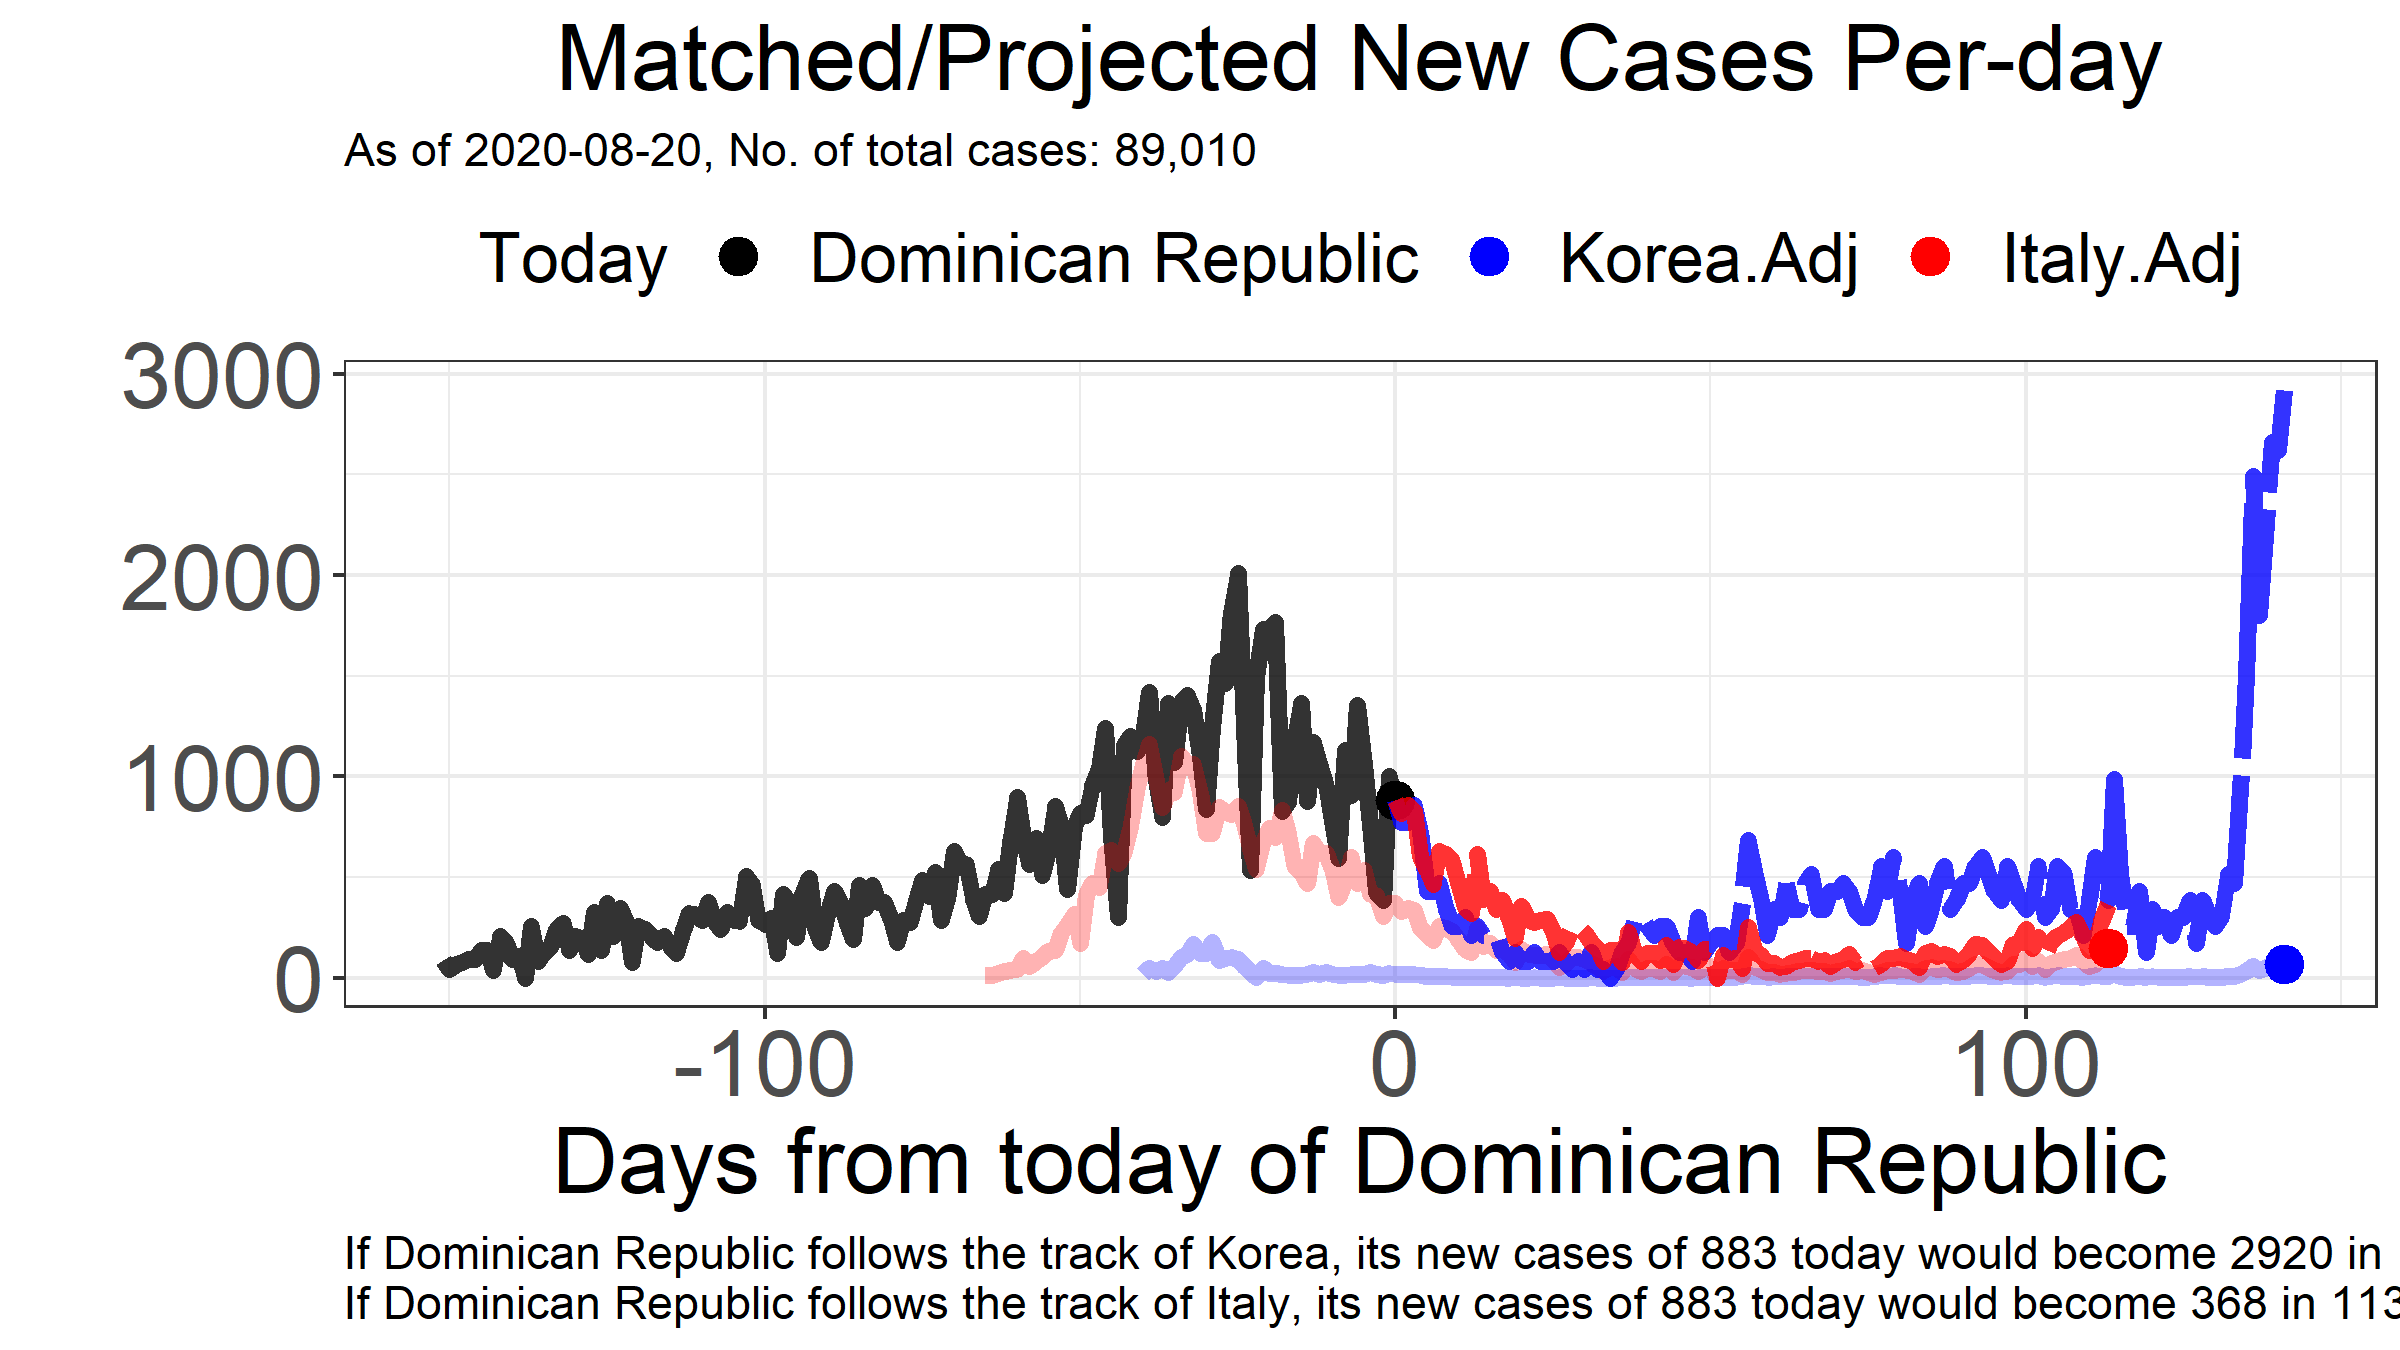 Matched/Projected New Cases Per-day
As of 2020-08-20, No. of total cases: 89,010
Today Dominican Republic Korea.Adj Italy.Adj
3000
2000
1000
0
-100 0 100
Days from today of Dominican Republic
If Dominican Republic follows the track of Korea, its new cases of 883 today would become 2920 in
If Dominican Republic follows the track of Italy, its new cases of 883 today would become 368 in 113